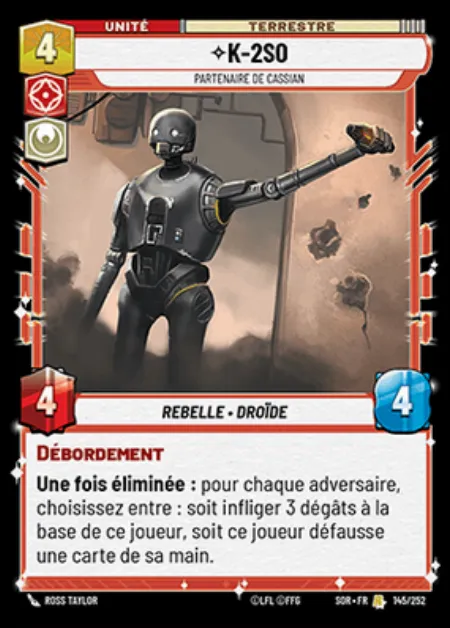 UNITÉ
TERRESTRE
4
✧K-2SO
PARTENAIRE DE CASSIAN
4
REBELLE • DROÏDE
4
DÉBORDEMENT
Une fois éliminée : pour chaque adversaire,
choisissez entre : soit infliger 3 dégâts à la
base de ce joueur, soit ce joueur défausse
une carte de sa main.
ROSS TAYLOR
©LFL ©FFG
SOR • FR
145/252